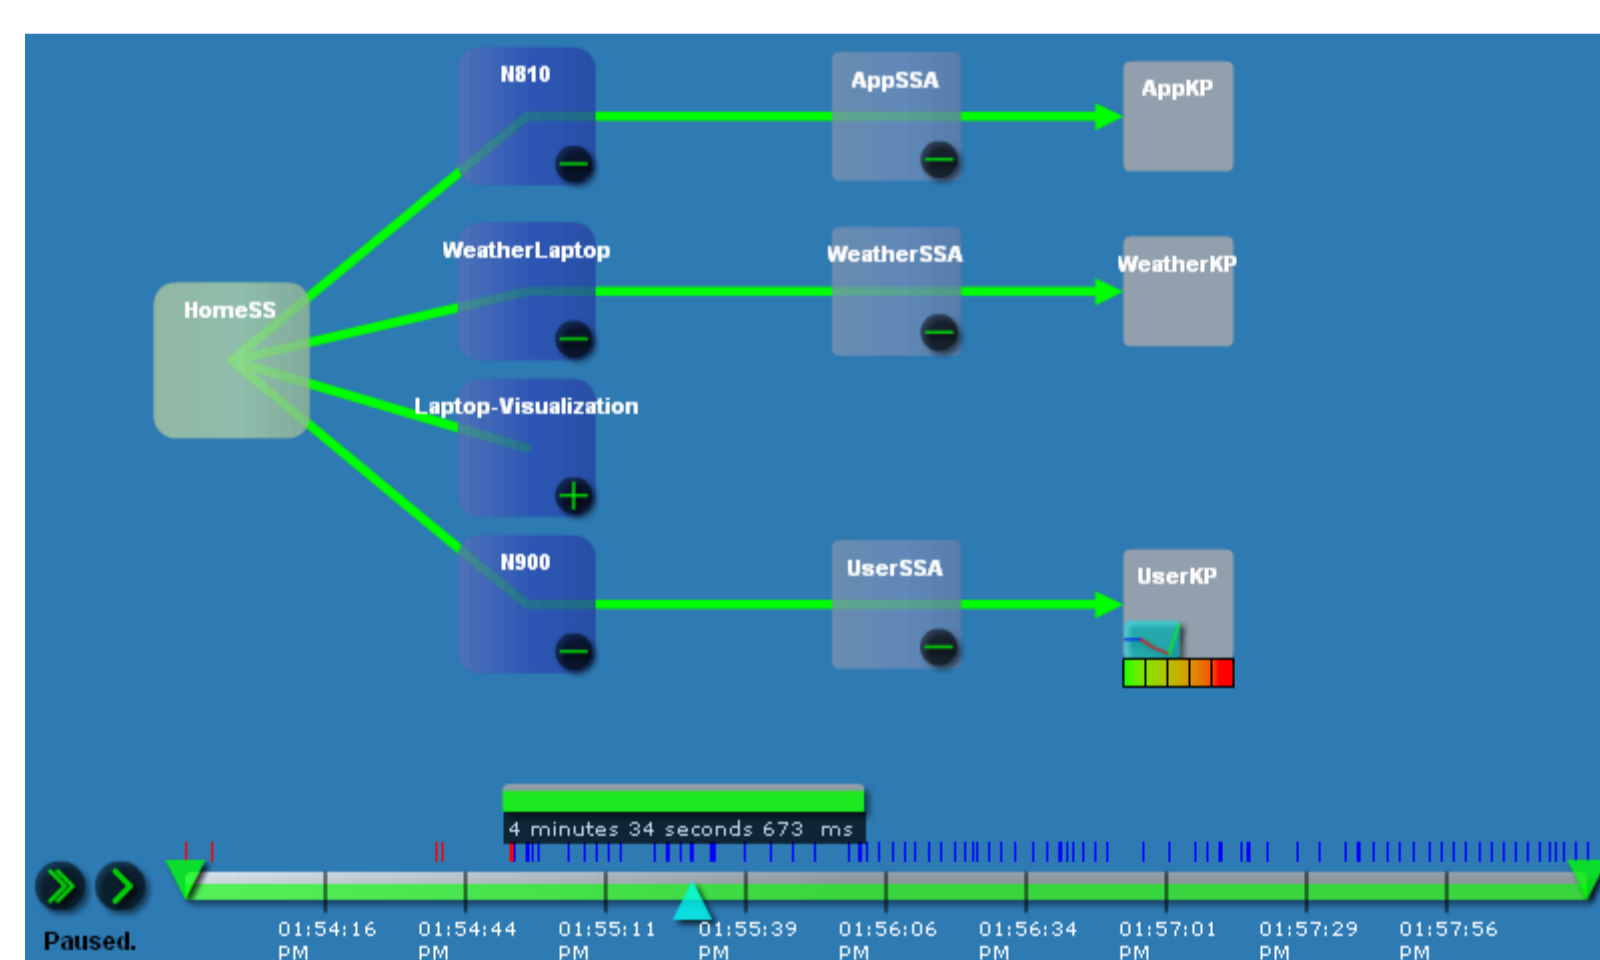 N810
AppSSA
AppKP
WeatherLaptop
WeatherSSA
WeatherKP
HomeSS
Laptop-Visualization
N900
UserSSA
UserKP
4 minutes 34 seconds 673 ms
Paused.
01:54:16 PM
01:54:44 PM
01:55:11 PM
01:55:39 PM
01:56:06 PM
01:56:34 PM
01:57:01 PM
01:57:29 PM
01:57:56 PM